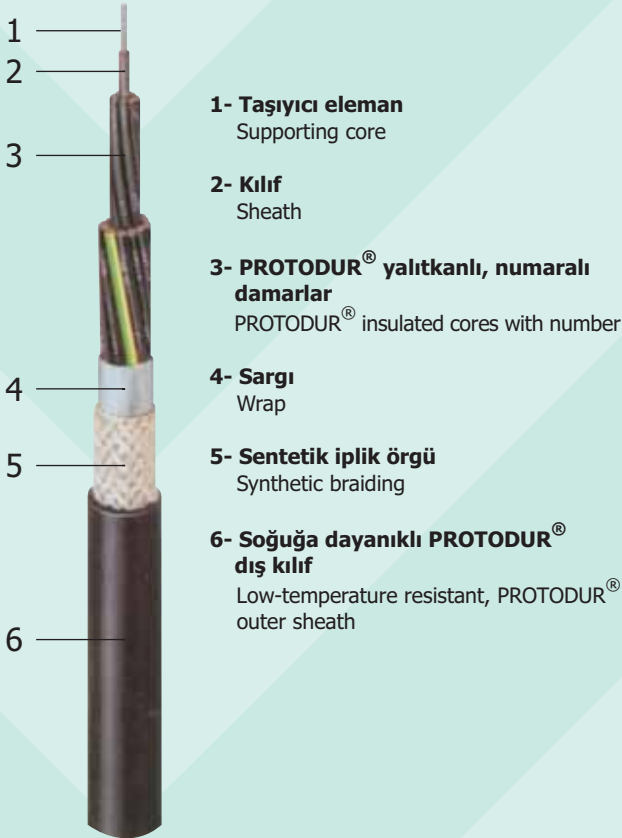 1
2
3
4
5
6
1- Taşıyıcı eleman
Supporting core
2- Kılıf
Sheath
3- PROTODUR® yalıtkanlı, numaralı
damarlar
PROTODUR® insulated cores with number
4- Sargı
Wrap
5- Sentetik iplik örgü
Synthetic braiding
6- Soğuğa dayanıklı PROTODUR®
dış kılıf
Low-temperature resistant, PROTODUR®
outer sheath